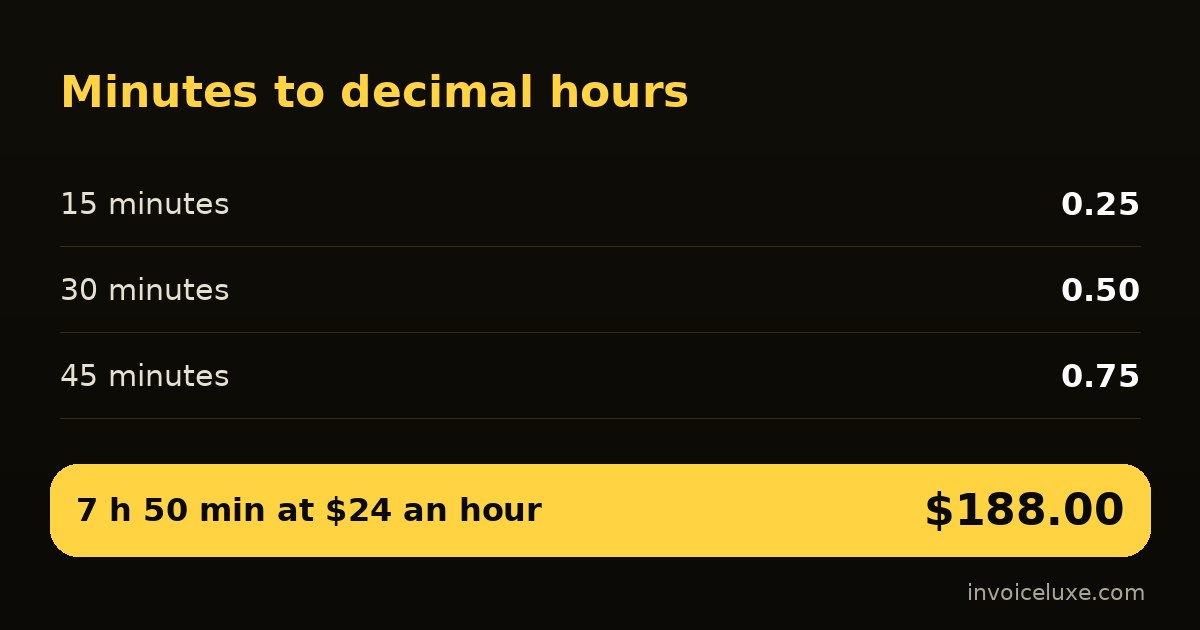 Minutes to decimal hours
15 minutes 0.25
30 minutes 0.50
45 minutes 0.75
7 h 50 min at $24 an hour $188.00
invoiceluxe.com